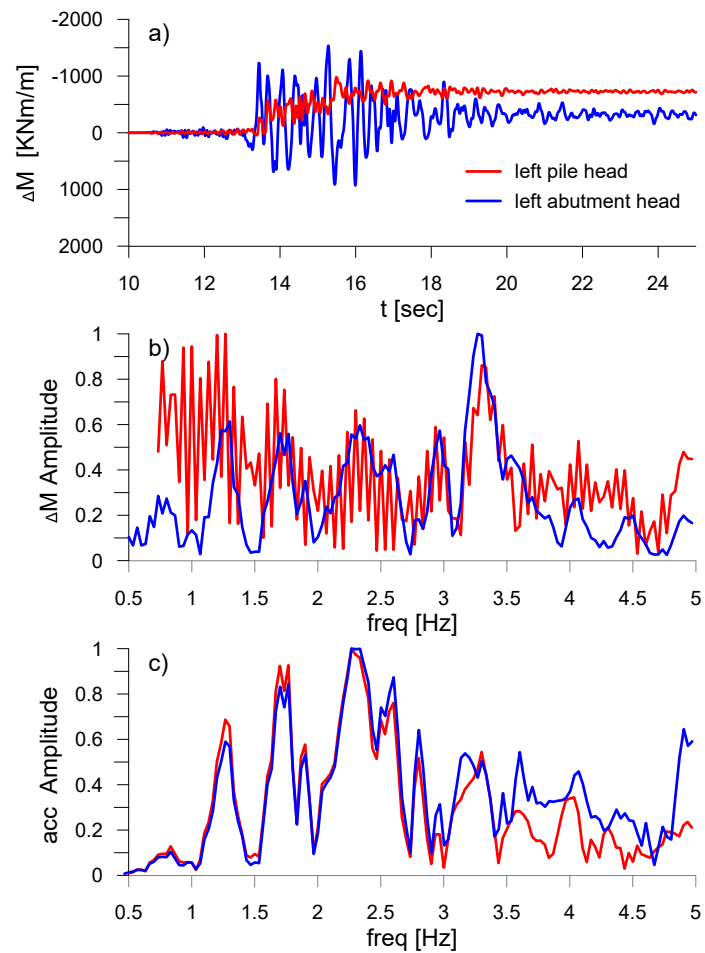 a)
ΔM [KNm/m]
-2000
-1000
0
1000
2000
left pile head
left abutment head
10 12 14 16 18 20 22 24
t [sec]
b)
ΔM Amplitude
1
0.8
0.6
0.4
0.2
0
0.5 1 1.5 2 2.5 3 3.5 4 4.5 5
freq [Hz]
c)
acc Amplitude
1
0.8
0.6
0.4
0.2
0
0.5 1 1.5 2 2.5 3 3.5 4 4.5 5
freq [Hz]